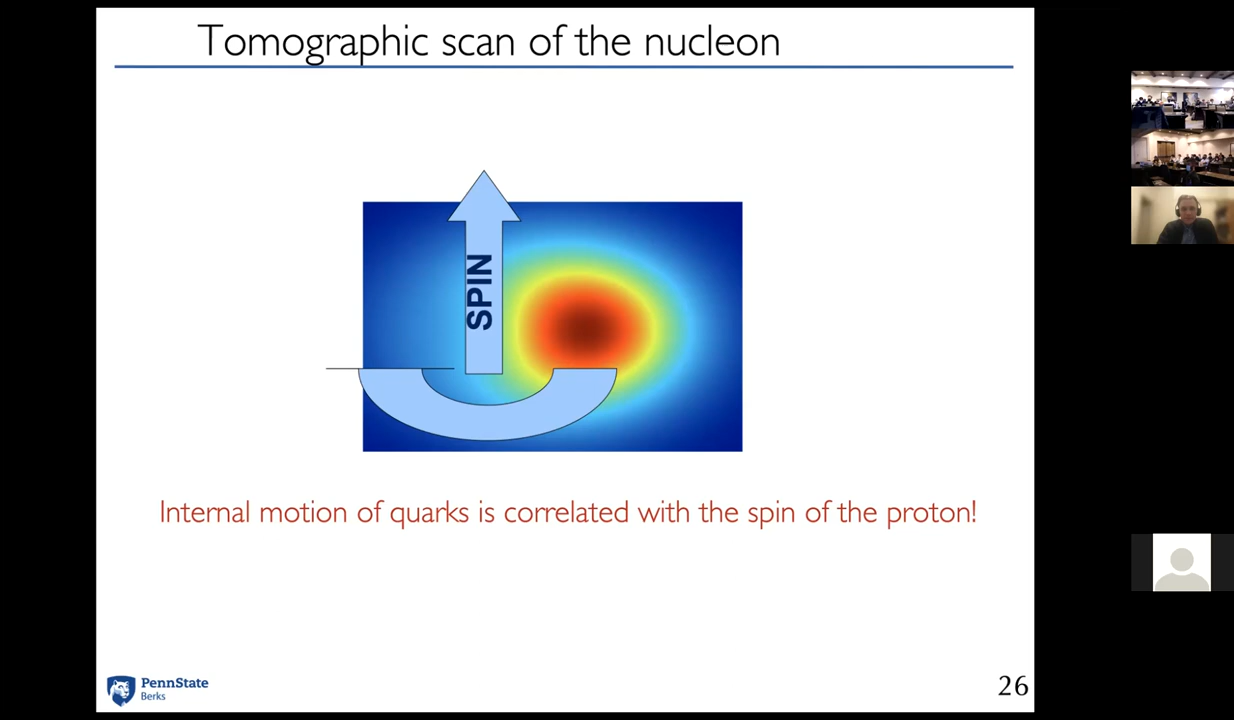 Tomographic scan of the nucleon
SPIN
Internal motion of quarks is correlated with the spin of the proton!
PennState
Berks
26